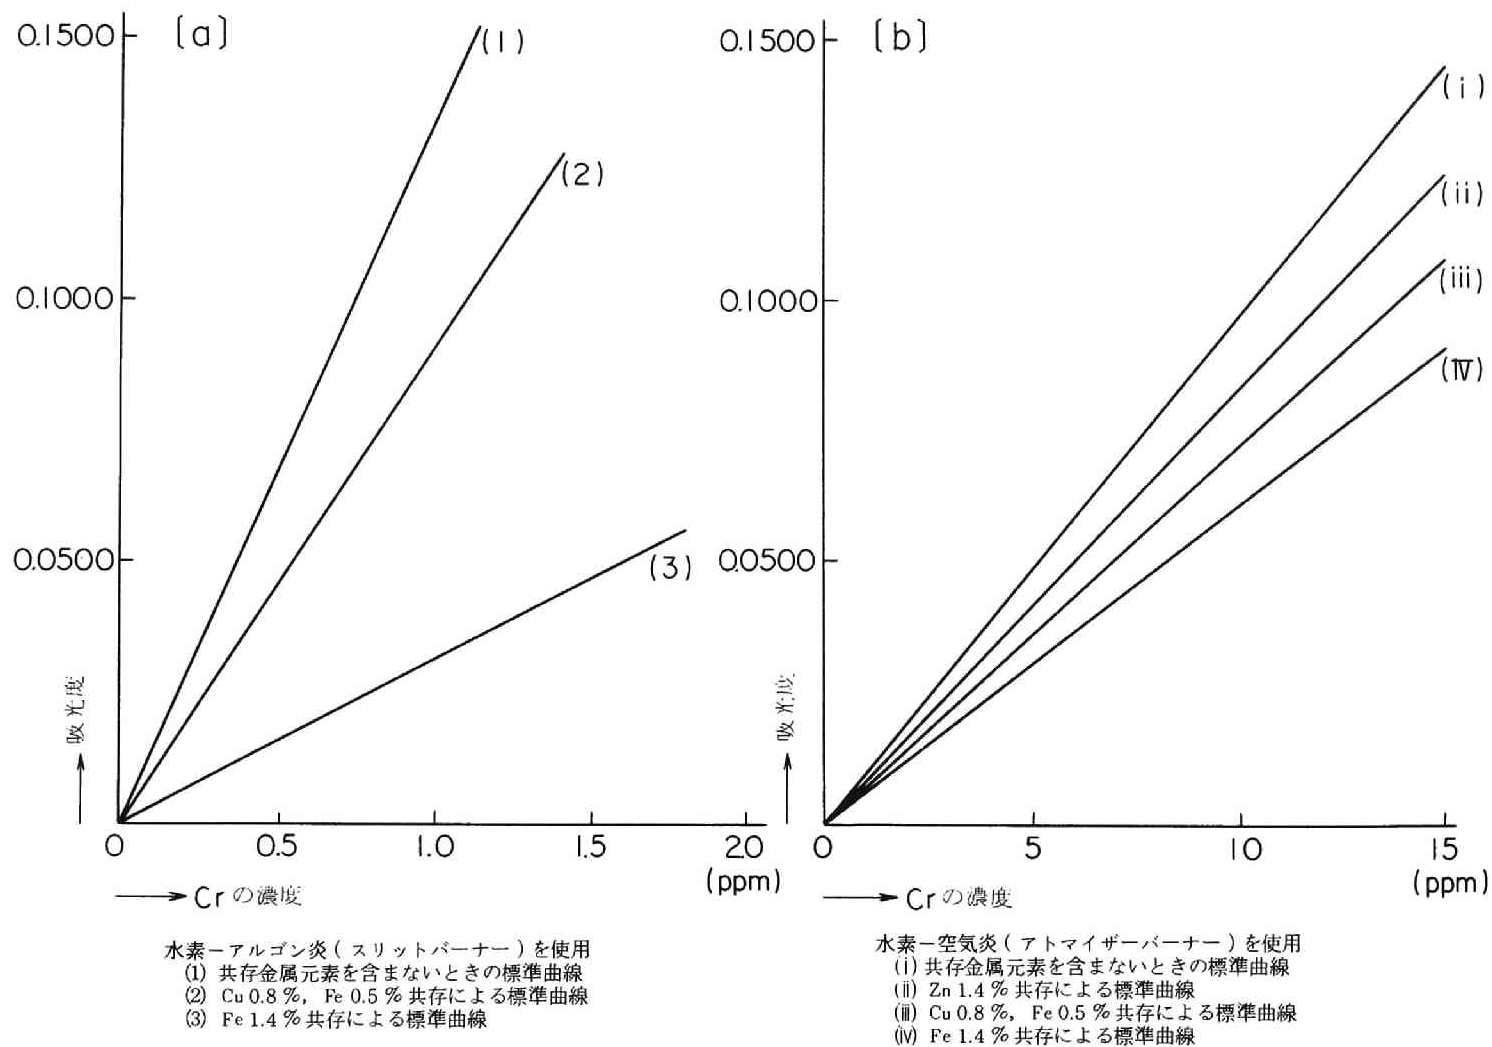 [a]
0.1500
0.1000
0.0500
(1)
(2)
(3)
吸光度
0 0.5 1.0 1.5 2.0
(ppm)
Crの濃度
水素－アルゴン炎(スリットバーナー)を使用
(1) 共存金属元素を含まないときの標準曲線
(2) Cu 0.8 %, Fe 0.5 % 共存による標準曲線
(3) Fe 1.4 % 共存による標準曲線
[b]
0.1500
0.1000
0.0500
(i)
(ii)
(iii)
(IV)
吸光度
0 5 10 15
(ppm)
Crの濃度
水素－空気炎(アトマイザーバーナー)を使用
(i) 共存金属元素を含まないときの標準曲線
(ii) Zn 1.4 % 共存による標準曲線
(iii) Cu 0.8 %, Fe 0.5 % 共存による標準曲線
(iV) Fe 1.4 % 共存による標準曲線